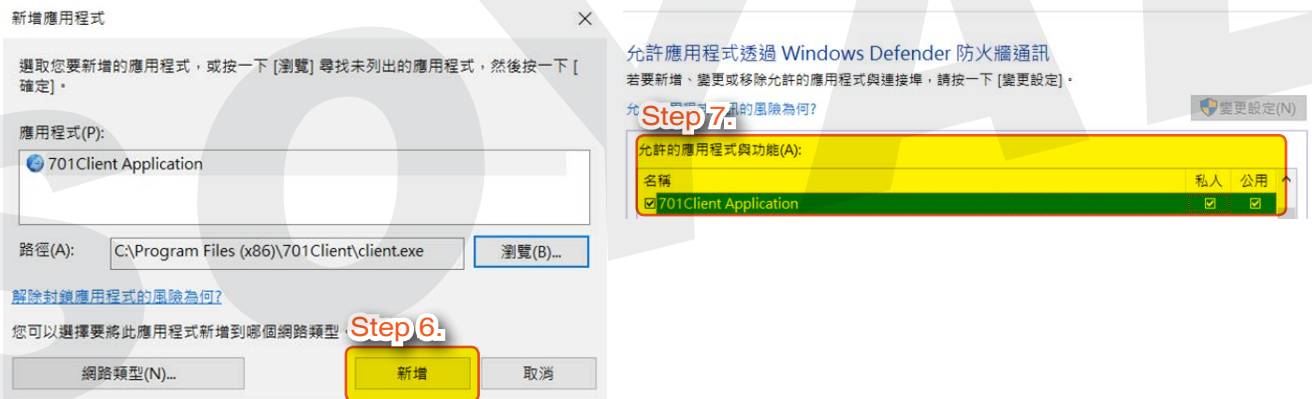 新增應用程式
選取您要新增的應用程式，或按一下 [瀏覽] 尋找未列出的應用程式，然後按一下 [
確定]。
應用程式(P):
701Client Application
路徑(A):
C:\Program Files (x86)\701Client\client.exe
瀏覽(B)...
解除封鎖應用程式的風險為何?
您可以選擇要將此應用程式新增到哪個網路類型。
Step 6.
網路類型(N)...
新增
取消
允許應用程式透過 Windows Defender 防火牆通訊
若要新增、變更或移除允許的應用程式與連接埠，請按一下 [變更設定]。
允 訊的風險為何?
Step 7.
變更設定(N)
允許的應用程式與功能(A):
名稱 私人 公用
701Client Application
SOYAL